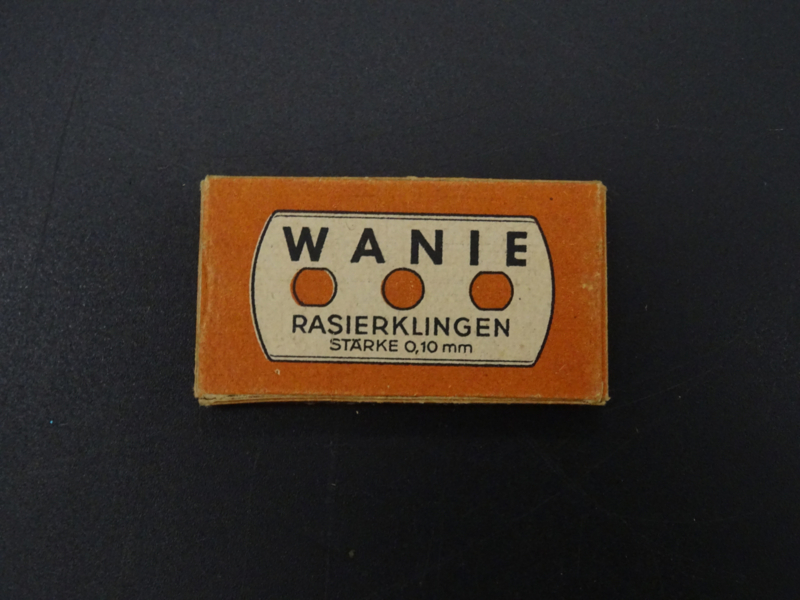 WANIE
RASIERKLINGEN
STÄRKE 0,10 mm